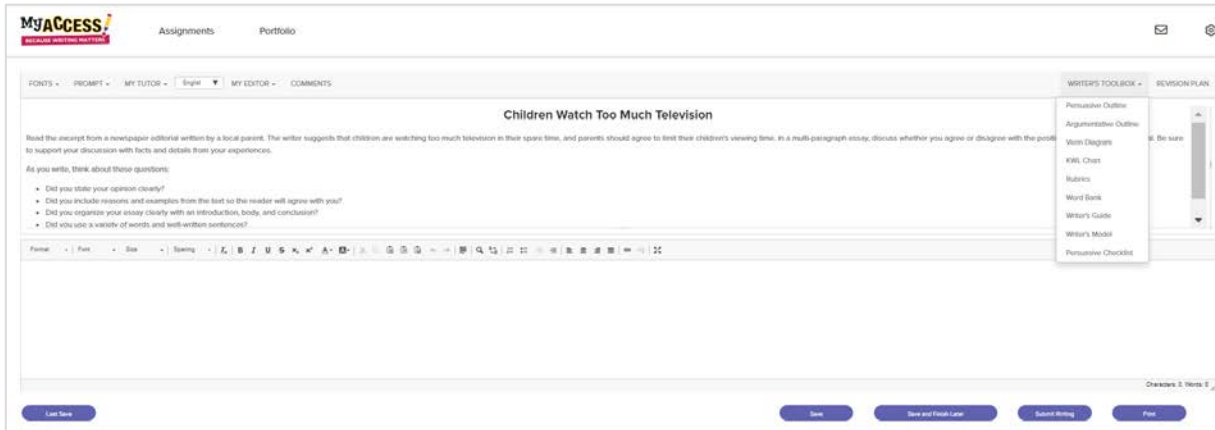 MYACCESS!
BECAUSE WRITING MATTERS
Assignments Portfolio
FONTS PROMPT MY TUTOR English MY EDITOR COMMENTS WRITER'S TOOLBOX REVISION PLAN
Children Watch Too Much Television
Read the excerpt from a newspaper editorial written by a local parent. The writer suggests that children are watching too much television in their spare time, and parents should agree to limit their children's viewing time. In a multi-paragraph essay, discuss whether you agree or disagree with the l. Be sure
to support your discussion with facts and details from your experiences.
As you write, think about these questions:
• Did you state your opinion clearly?
• Did you include reasons and examples from the text so the reader will agree with you?
• Did you organize your essay clearly with an introduction, body, and conclusion?
• Did you use a variety of words and well-written sentences?
Persuasive Outline
Argumentative Outline
Venn Diagram
KWL Chart
Rubrics
Word Bank
Writer's Guide
Writer's Model
Persuasive Checklist
Format Font Size Spacing
Characters: 0, Words: 0
Last Save Save Save and Finish Later Submit Writing Print